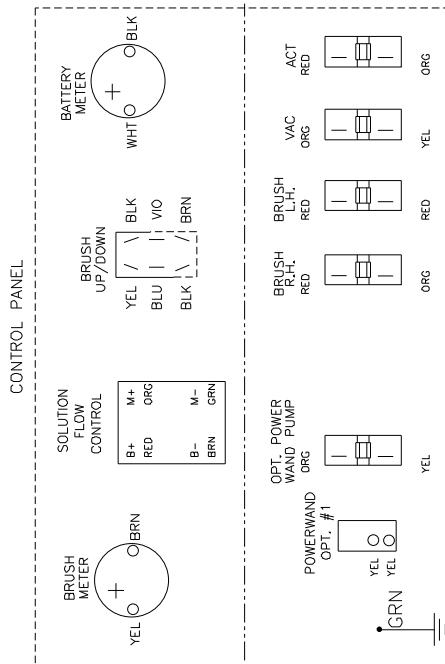 CONTROL PANEL
BRUSH
METER
YEL
BRN
SOLUTION
FLOW
CONTROL
B+ M+
RED ORG
B- M-
BRN GRN
BRUSH
UP/DOWN
YEL BLK
BLU VIO
BLK BRN
BATTERY
METER
WHT
BLK
GRN
POWERWAND
OPT. #1
YEL
YEL
OPT. POWER
WAND PUMP
ORG
YEL
BRUSH
R.H.
RED
ORG
BRUSH
L.H.
RED
RED
VAC
ORG
YEL
ACT
RED
ORG